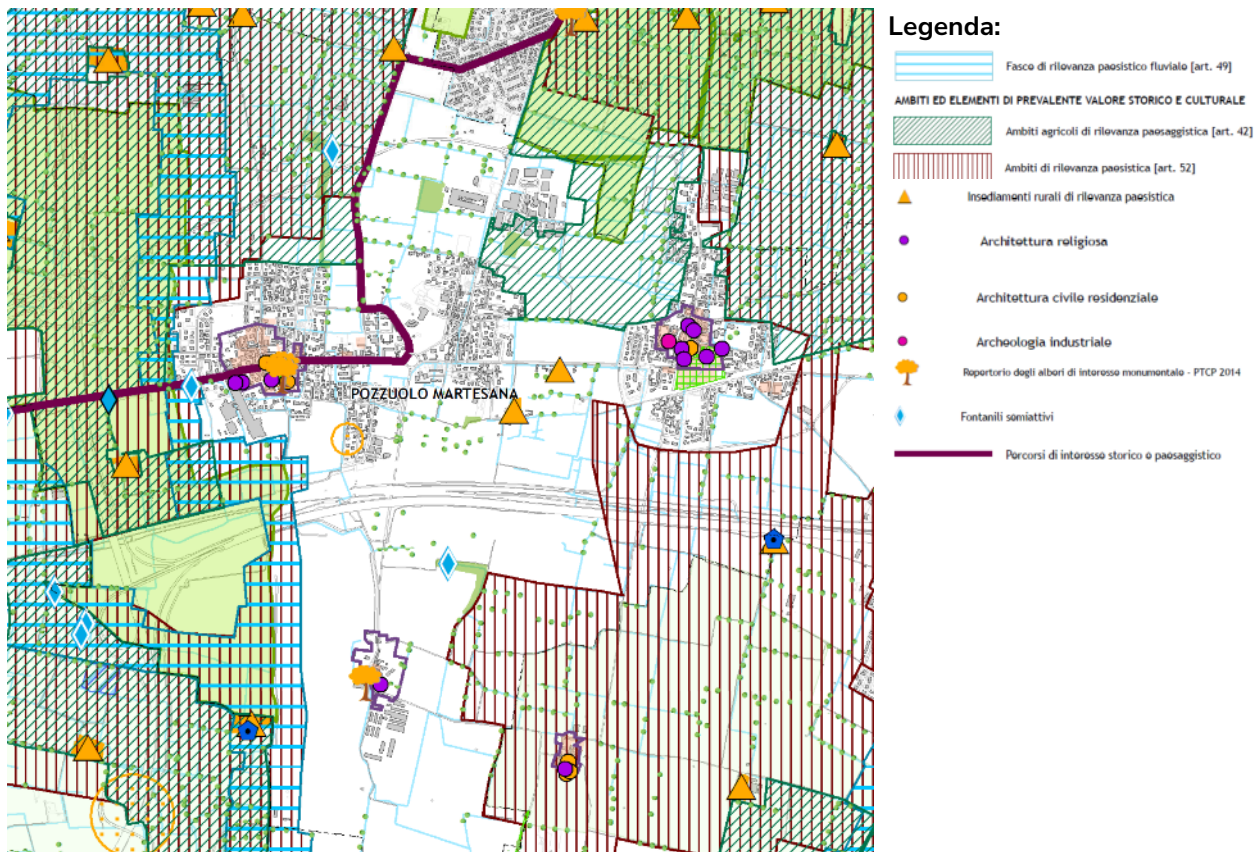 Legenda:
Fasce di rilevanza paesistico fluviale [art. 49]
AMBITI ED ELEMENTI DI PREVALENTE VALORE STORICO E CULTURALE
Ambiti agricoli di rilevanza paesaggistica [art. 42]
Ambiti di rilevanza paesistica [art. 52]
Insediamenti rurali di rilevanza paesistica
Architettura religiosa
Architettura civile residenziale
Archeologia industriale
Repertorio degli alberi di interesse monumentale - PTCP 2014
Fontanili semiattivi
Percorsi di interesse storico e paesaggistico
POZZUOLO MARTESANA